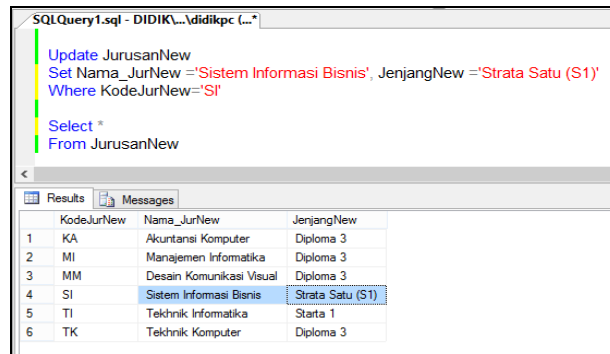 SQLQuery1.sql - DIDIK\...\didikpc (...*
Update JurusanNew
Set Nama_JurNew ='Sistem Informasi Bisnis', JenjangNew ='Strata Satu (S1)'
Where KodeJurNew='SI'
Select *
From JurusanNew
Results Messages
KodeJurNew Nama_JurNew JenjangNew
1 KA Akuntansi Komputer Diploma 3
2 MI Manajemen Informatika Diploma 3
3 MM Desain Komunikasi Visual Diploma 3
4 SI Sistem Informasi Bisnis Strata Satu (S1)
5 TI Tekhnik Informatika Starta 1
6 TK Tekhnik Komputer Diploma 3